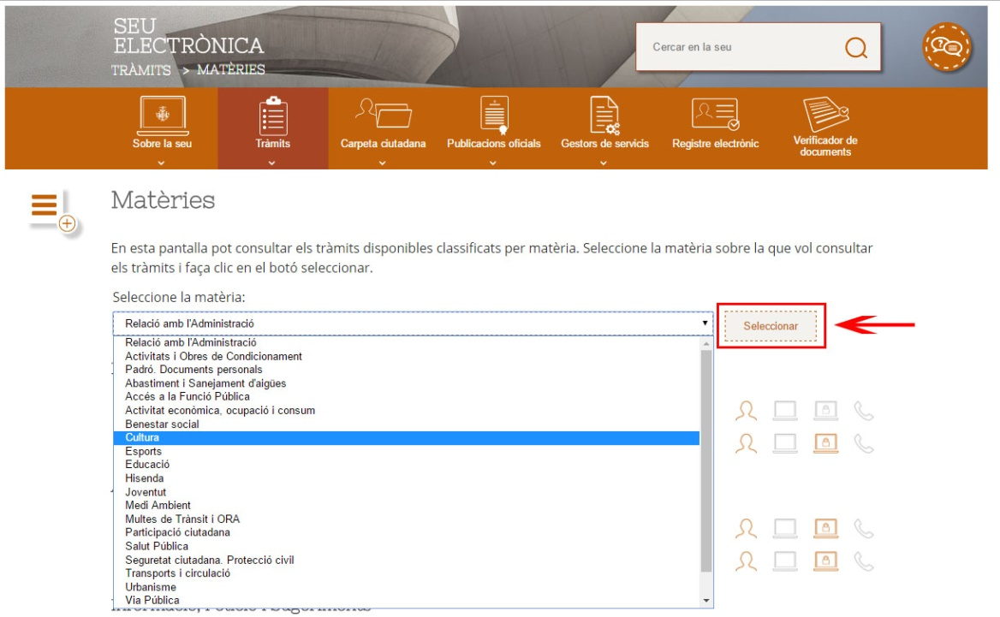 SEU
ELECTRÒNICA
TRÀMITS > MATÈRIES
Cercar en la seu
Sobre la seu
Tràmits
Carpeta ciutadana
Publicacions oficials
Gestors de servicis
Registre electrònic
Verificador de
documents
Matèries
En esta pantalla pot consultar els tràmits disponibles classificats per matèria. Seleccione la matèria sobre la que vol consultar
els tràmits i faça clic en el botó seleccionar.
Seleccione la matèria:
Relació amb l'Administració
Seleccionar
Relació amb l'Administració
Activitats i Obres de Condicionament
Padró. Documents personals
Abastiment i Sanejament d'aigües
Accés a la Funció Pública
Activitat econòmica, ocupació i consum
Benestar social
Cultura
Esports
Educació
Hisenda
Joventut
Medi Ambient
Multes de Trànsit i ORA
Participació ciutadana
Salut Pública
Seguretat ciutadana. Protecció civil
Transports i circulació
Urbanisme
Via Pública